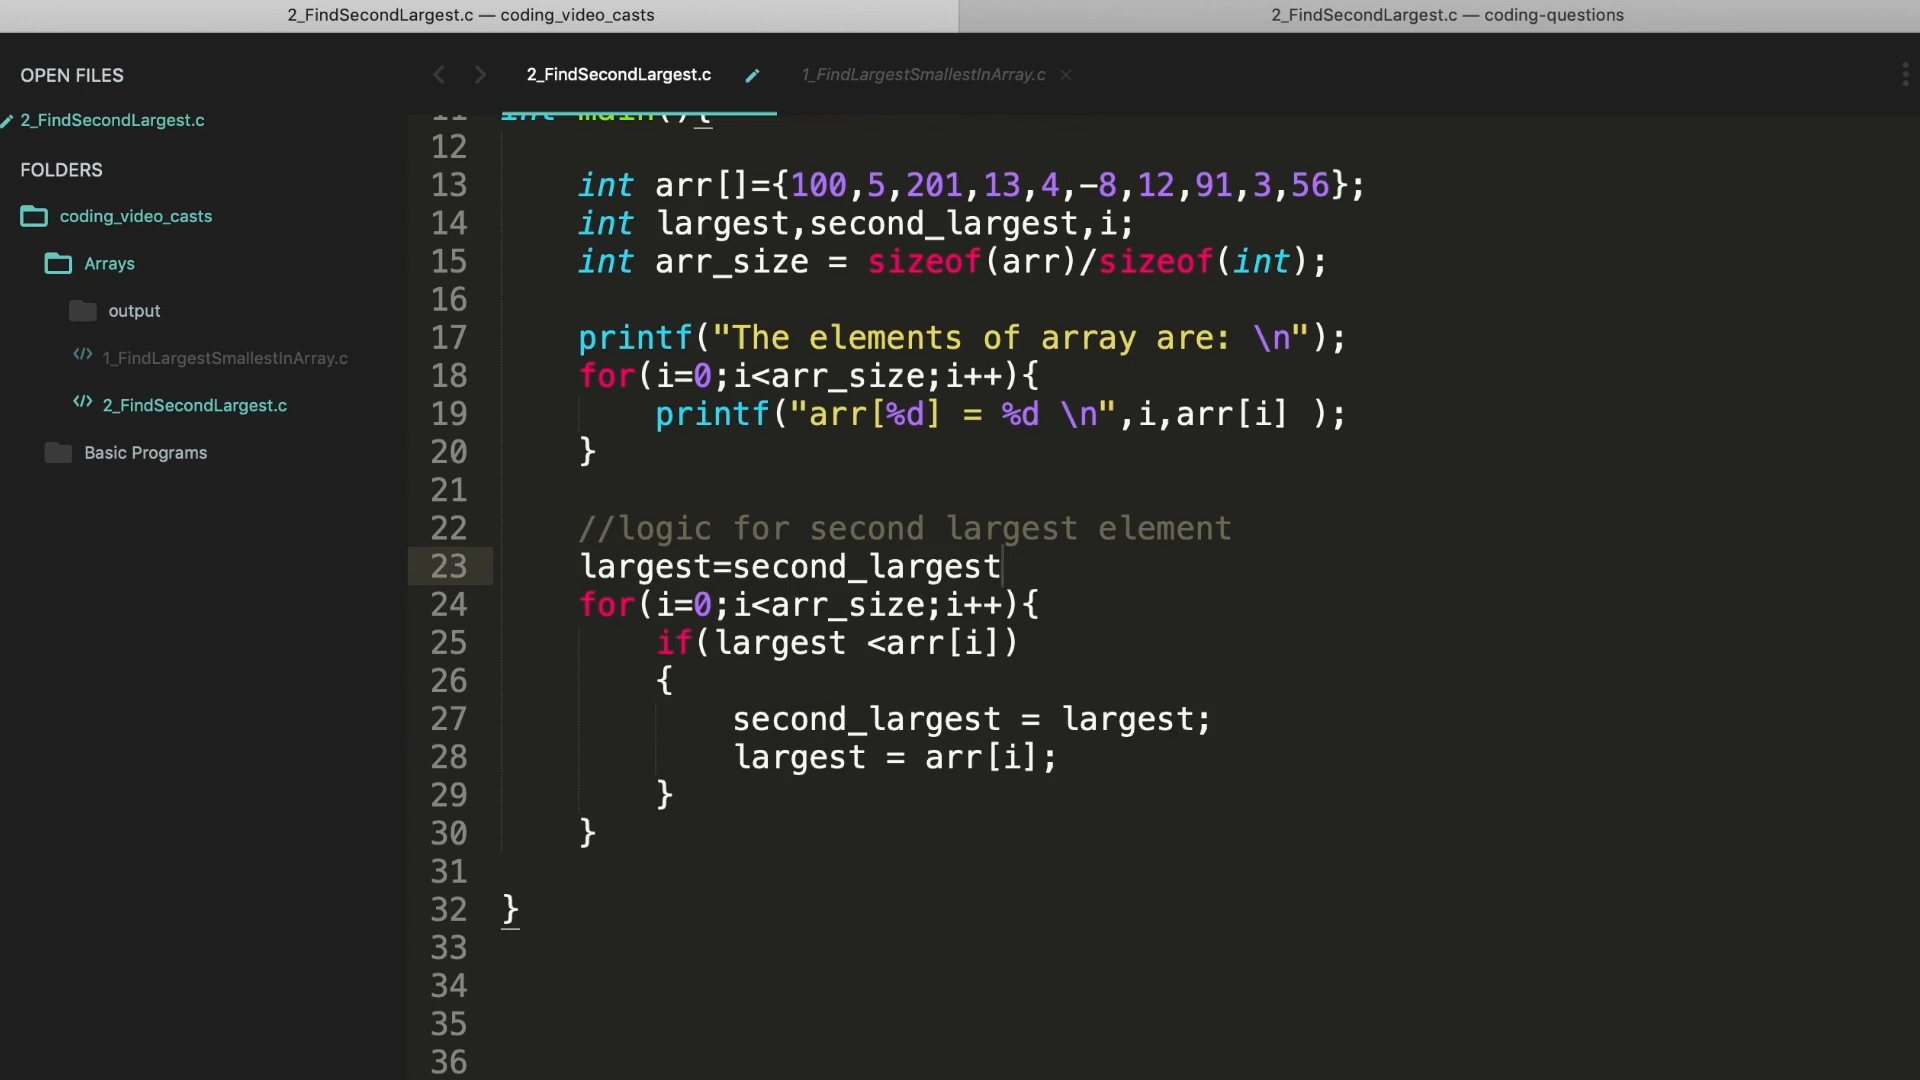 2_FindSecondLargest.c — coding_video_casts
2_FindSecondLargest.c — coding-questions
OPEN FILES
2_FindSecondLargest.c
FOLDERS
coding_video_casts
Arrays
output
1_FindLargestSmallestInArray.c
2_FindSecondLargest.c
Basic Programs
2_FindSecondLargest.c
1_FindLargestSmallestInArray.c ×
11 int main(){
12
13 int arr[]={100,5,201,13,4,-8,12,91,3,56};
14 int largest,second_largest,i;
15 int arr_size = sizeof(arr)/sizeof(int);
16
17 printf("The elements of array are: \n");
18 for(i=0;i<arr_size;i++){
19 printf("arr[%d] = %d \n",i,arr[i] );
20 }
21
22 //logic for second largest element
23 largest=second_largest
24 for(i=0;i<arr_size;i++){
25 if(largest <arr[i])
26 {
27 second_largest = largest;
28 largest = arr[i];
29 }
30 }
31
32 }
33
34
35
36